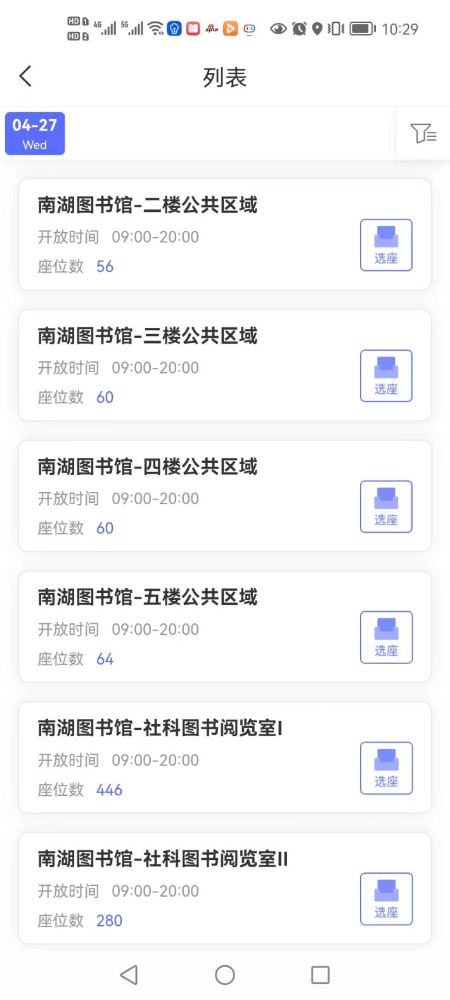 HD 1 4G 5G 10:29
HD 2
列表
04-27
Wed
南湖图书馆-二楼公共区域
开放时间 09:00-20:00
座位数 56
选座
南湖图书馆-三楼公共区域
开放时间 09:00-20:00
座位数 60
选座
南湖图书馆-四楼公共区域
开放时间 09:00-20:00
座位数 60
选座
南湖图书馆-五楼公共区域
开放时间 09:00-20:00
座位数 64
选座
南湖图书馆-社科图书阅览室I
开放时间 09:00-20:00
座位数 446
选座
南湖图书馆-社科图书阅览室II
开放时间 09:00-20:00
座位数 280
选座